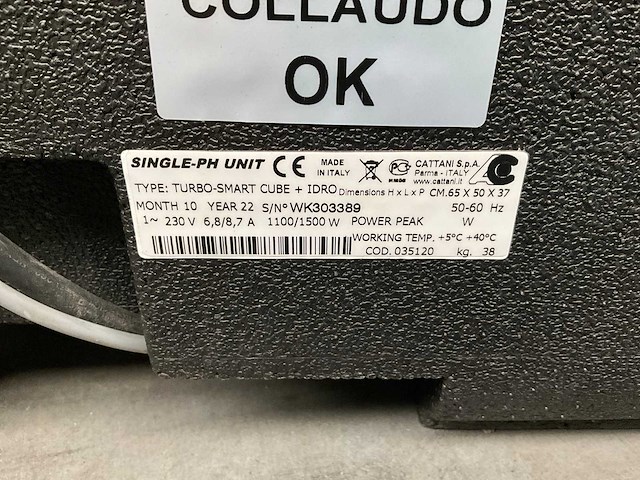 COLLAUDO
OK
SINGLE-PH UNIT CE MADE IN ITALY CATTANI S.p.A. Parma - ITALY www.cattani.it
TYPE: TURBO-SMART CUBE + IDRO Dimensions H x L x P CM.65 X 50 X 37
MONTH 10 YEAR 22 S/N° WK303389 50-60 Hz
1~ 230 V 6,8/8,7 A 1100/1500 W POWER PEAK W
WORKING TEMP. +5°C +40°C
COD. 035120 kg. 38